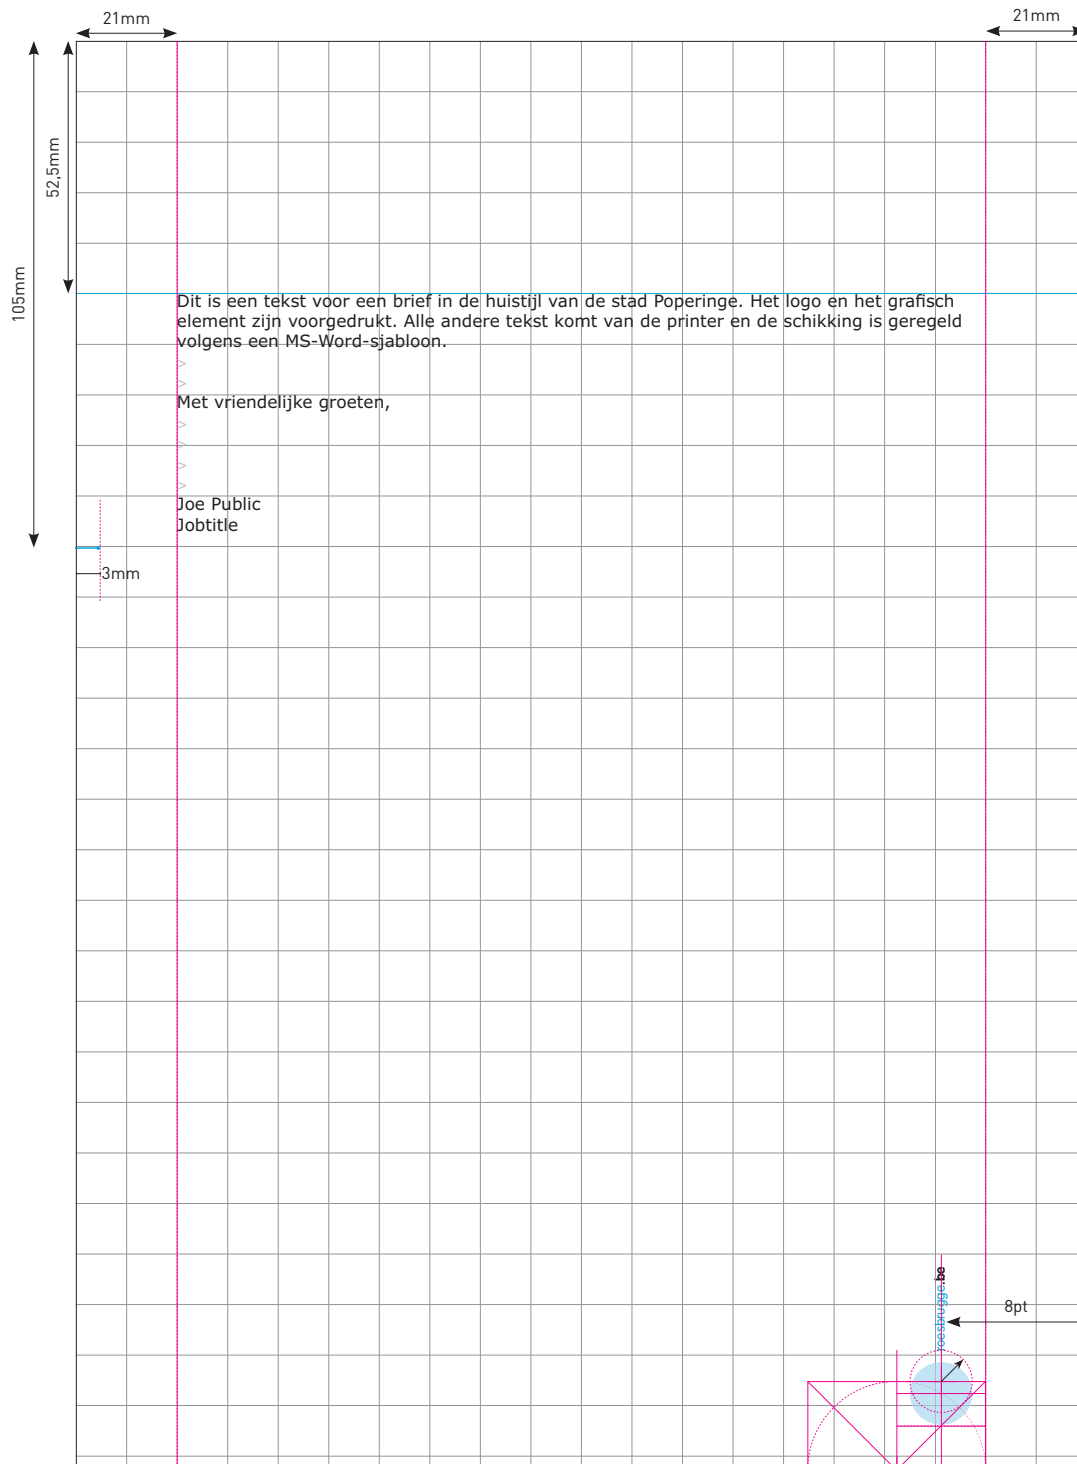 21mm
21mm
52,5mm
105mm
Dit is een tekst voor een brief in de huistijl van de stad Poperinge. Het logo en het grafisch
element zijn voorgedrukt. Alle andere tekst komt van de printer en de schikking is geregeld
volgens een MS-Word-sjabloon.
>
>
Met vriendelijke groeten,
>
>
>
>
Joe Public
Jobtitle
3mm
roesbrugge.be
8pt